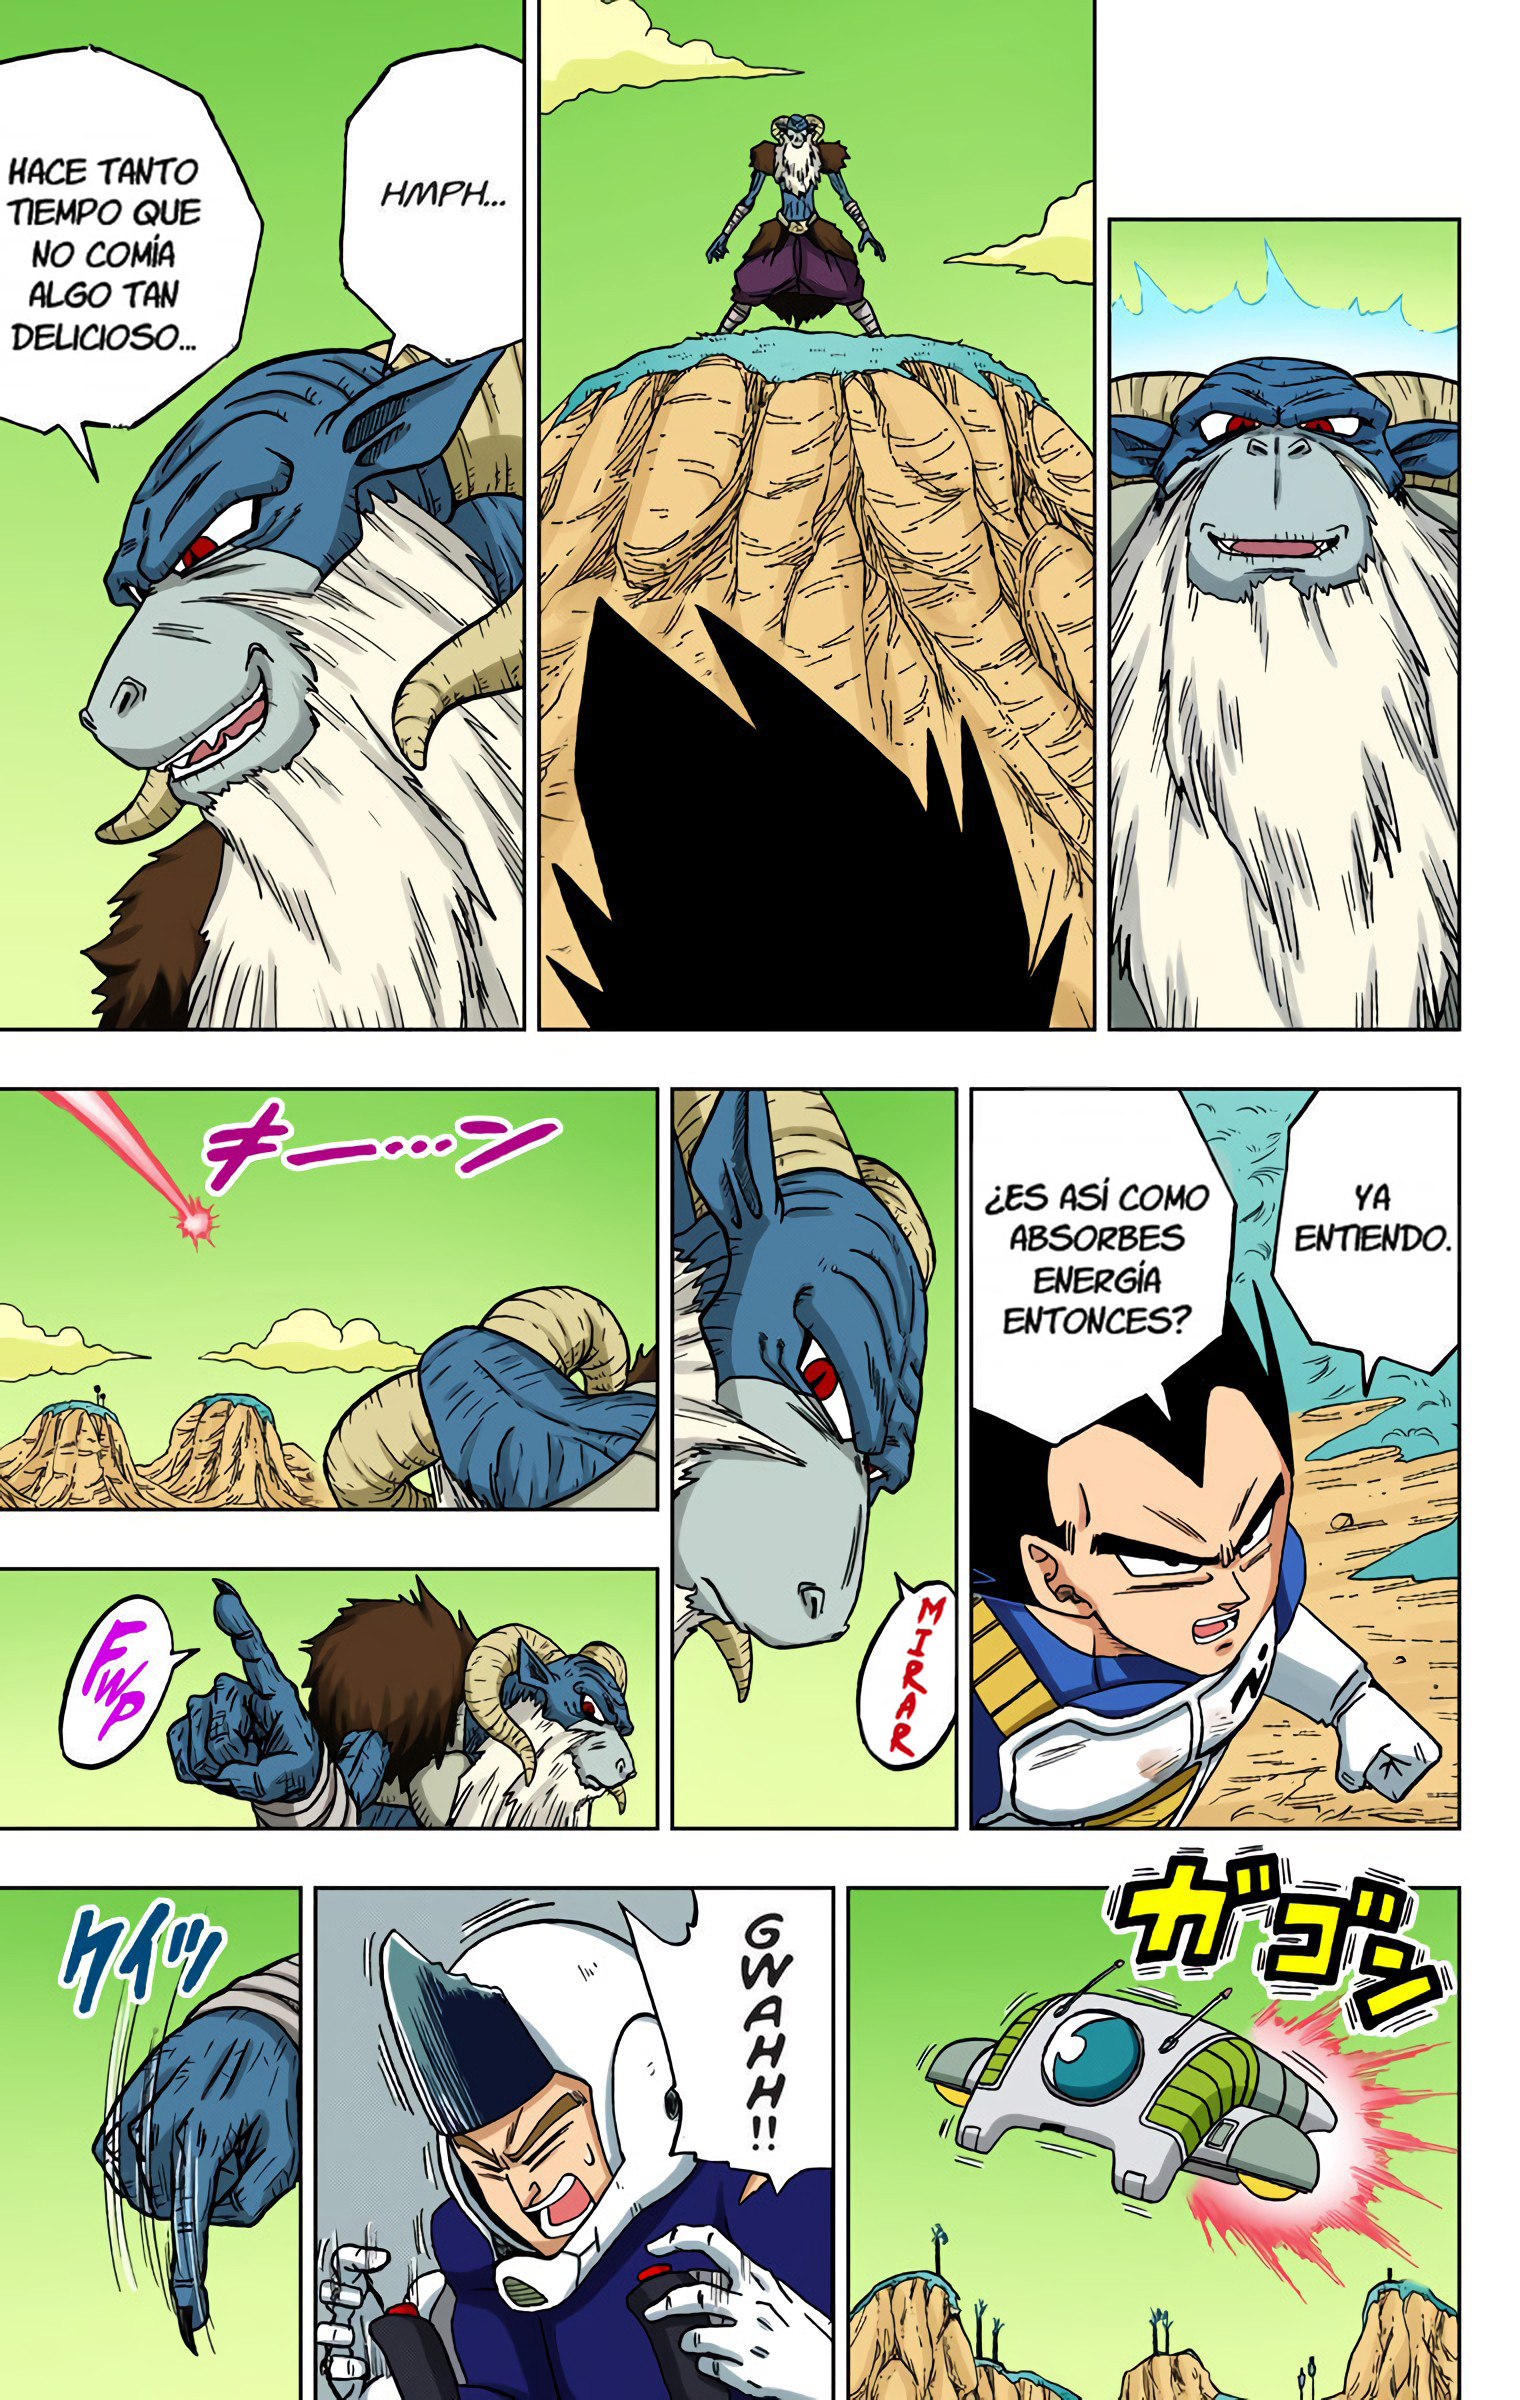 HMPH...
HACE TANTO
TIEMPO QUE
NO COMÍA
ALGO TAN
DELICIOSO...
YA
ENTIENDO.
¿ES ASÍ COMO
ABSORBES
ENERGÍA
ENTONCES?
N
MIRAR
キー…ン
FWP
ガゴン
GWAHH!!
クイッ